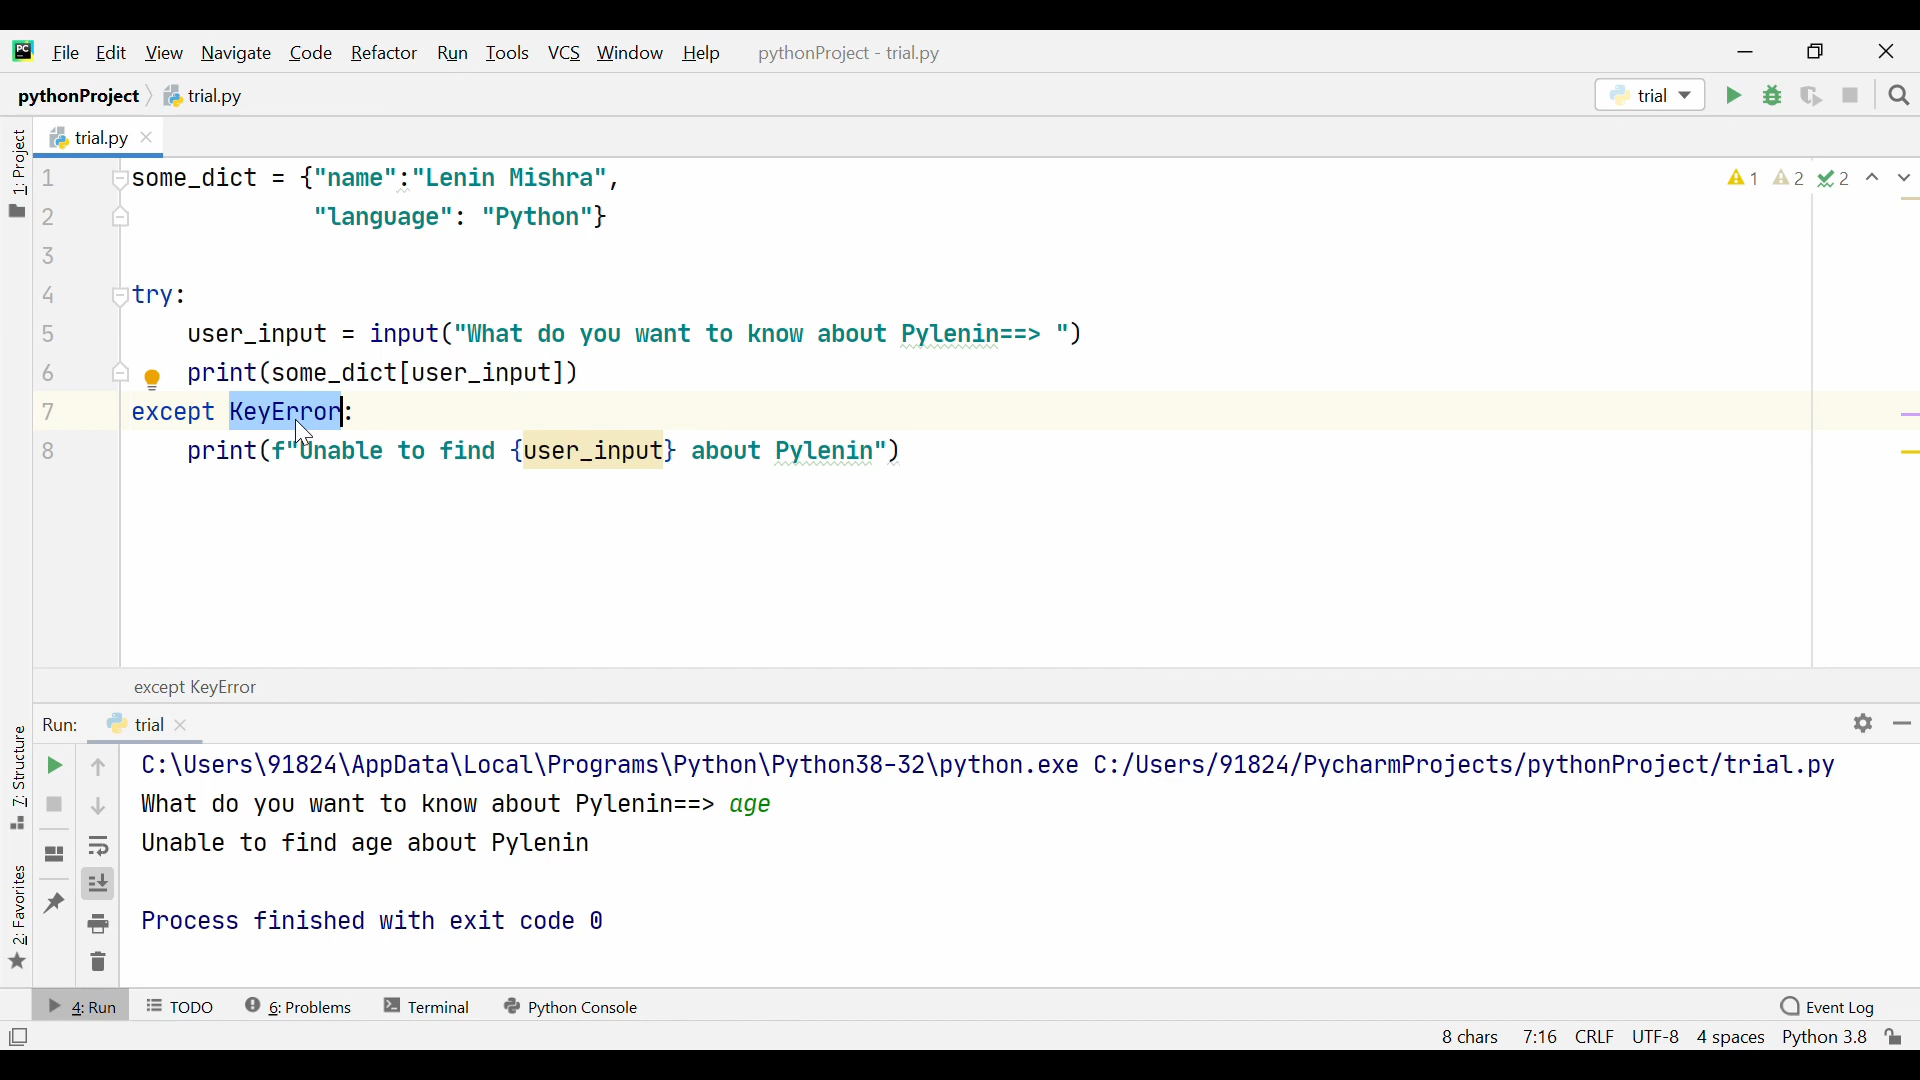 File Edit View Navigate Code Refactor Run Tools VCS Window Help pythonProject - trial.py
pythonProject trial.py trial
1: Project
trial.py
1 some_dict = {"name":"Lenin Mishra", 1 2 2
2 "language": "Python"}
3
4 try:
5 user_input = input("What do you want to know about Pylenin==> ")
6 print(some_dict[user_input])
7 except KeyError:
8 print(f"Unable to find {user_input} about Pylenin")
except KeyError
7: Structure
2: Favorites
Run: trial
C:\Users\91824\AppData\Local\Programs\Python\Python38-32\python.exe C:/Users/91824/PycharmProjects/pythonProject/trial.py
What do you want to know about Pylenin==> age
Unable to find age about Pylenin
Process finished with exit code 0
4: Run TODO 6: Problems Terminal Python Console Event Log
8 chars 7:16 CRLF UTF-8 4 spaces Python 3.8